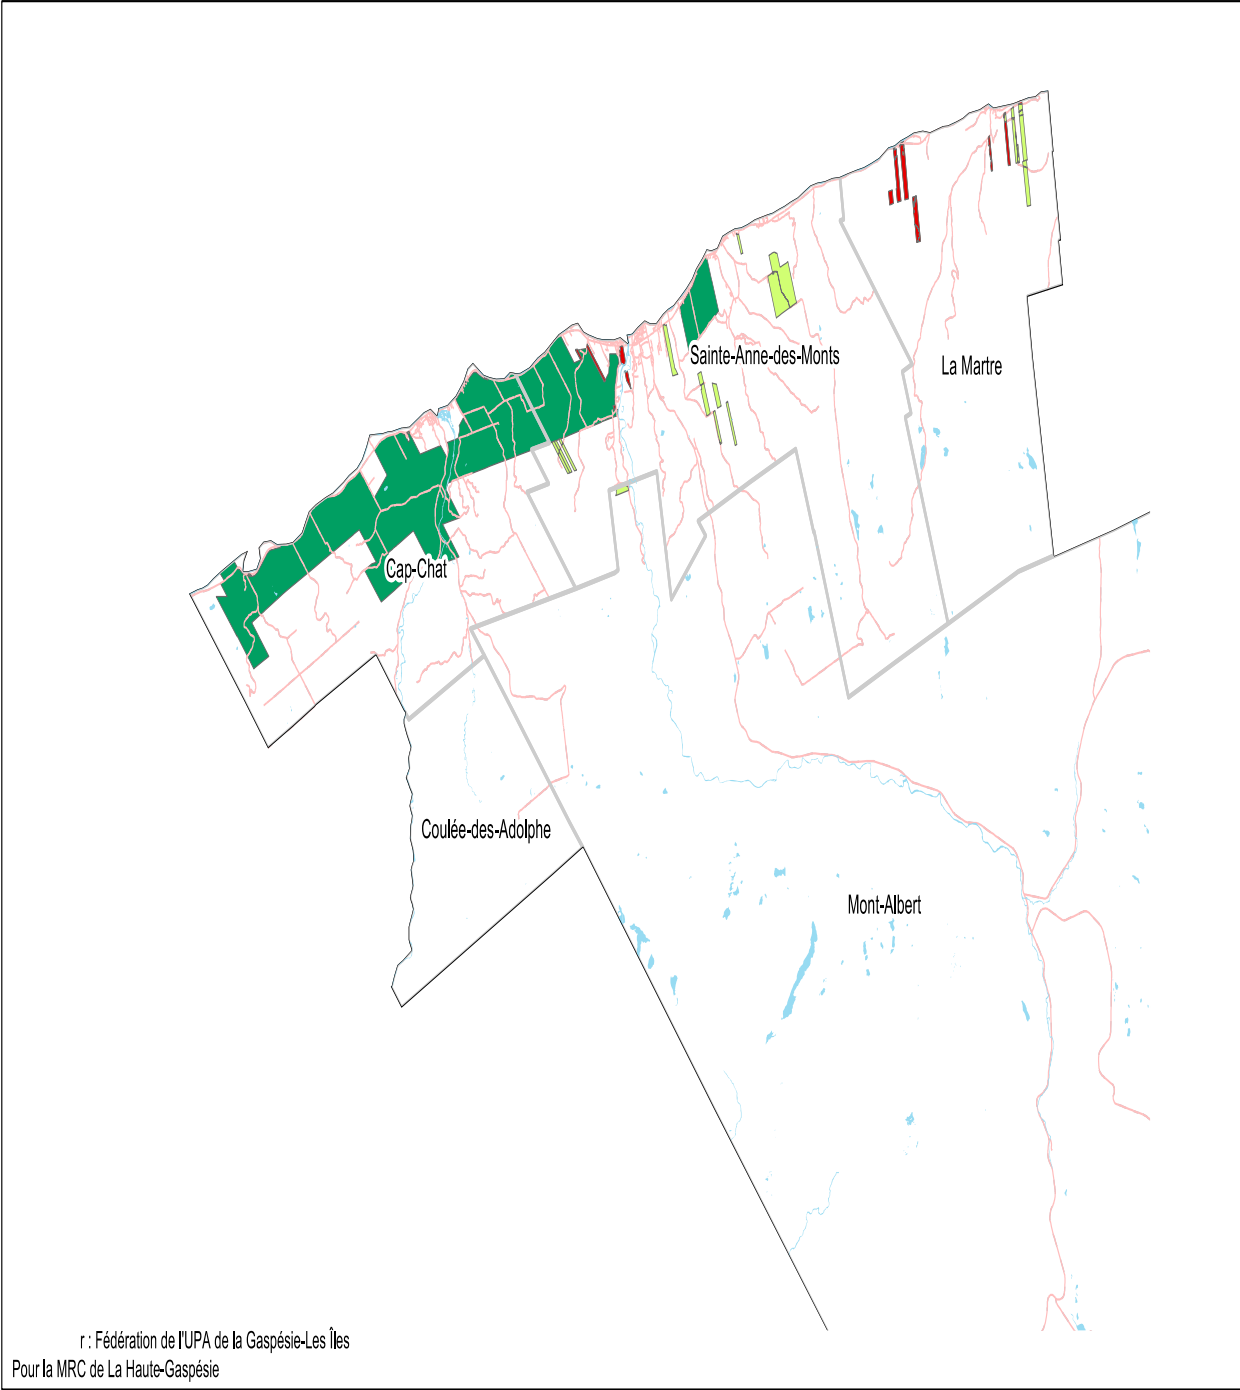 Sainte-Anne-des-Monts
La Martre
Cap-Chat
Coulée-des-Adolphe
Mont-Albert
r : Fédération de l'UPA de la Gaspésie-Les Îles
Pour la MRC de La Haute-Gaspésie